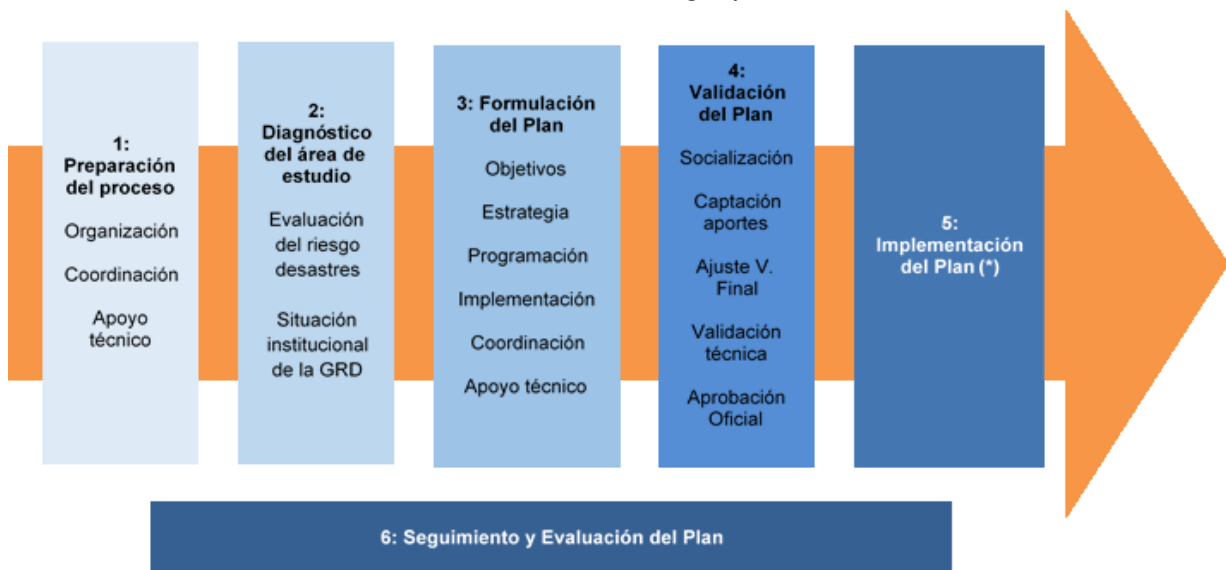 1:
Preparación
del proceso
Organización
Coordinación
Apoyo
técnico
2:
Diagnóstico
del área de
estudio
Evaluación
del riesgo
desastres
Situación
institucional
de la GRD
3: Formulación
del Plan
Objetivos
Estrategia
Programación
Implementación
Coordinación
Apoyo técnico
4:
Validación
del Plan
Socialización
Captación
aportes
Ajuste V.
Final
Validación
técnica
Aprobación
Oficial
5:
Implementación
del Plan (*)
6: Seguimiento y Evaluación del Plan